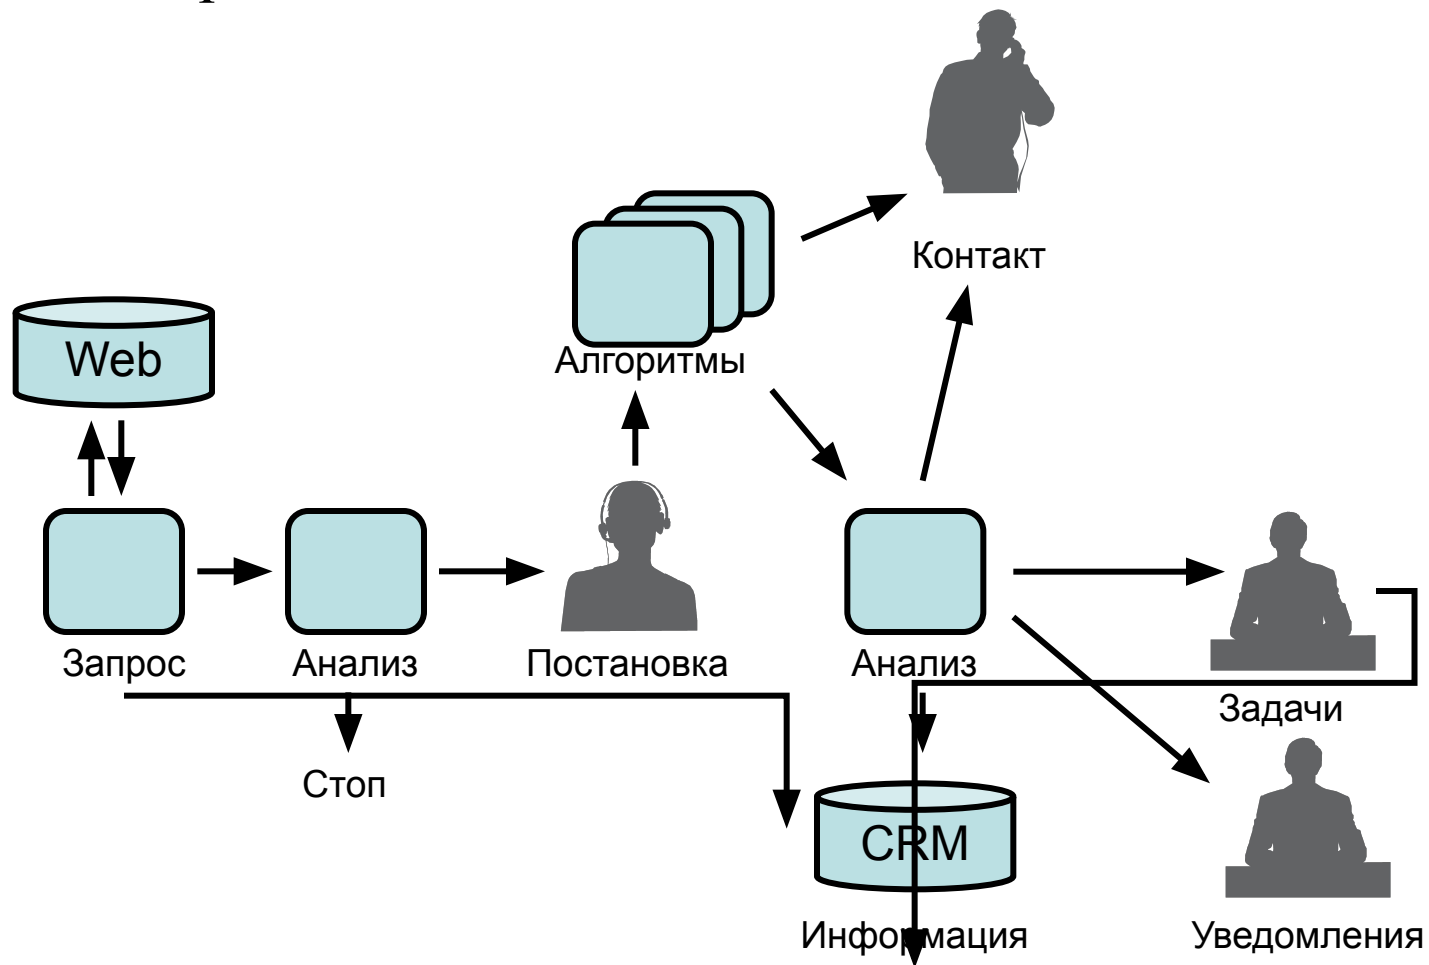 Контакт
Web
Алгоритмы
Запрос
Анализ
Постановка
Анализ
Задачи
Стоп
CRM
Информация
Уведомления